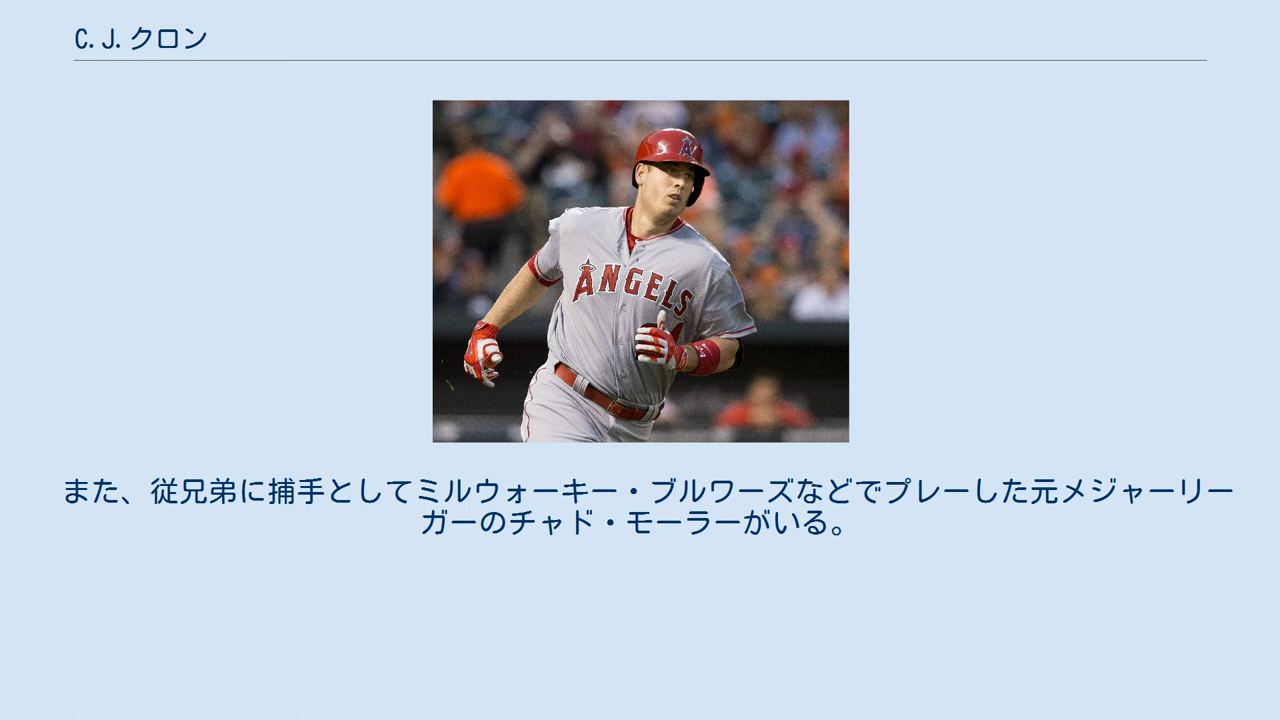 C.J.クロン
ANGELS
また、従兄弟に捕手としてミルウォーキー・ブルワーズなどでプレーした元メジャーリー
ガーのチャド・モーラーがいる。